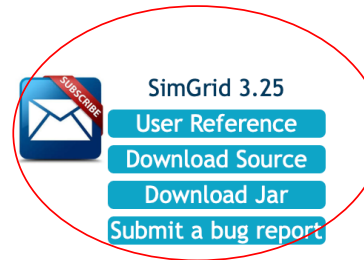 SUBSCRIBE
SimGrid 3.25
User Reference
Download Source
Download Jar
Submit a bug report